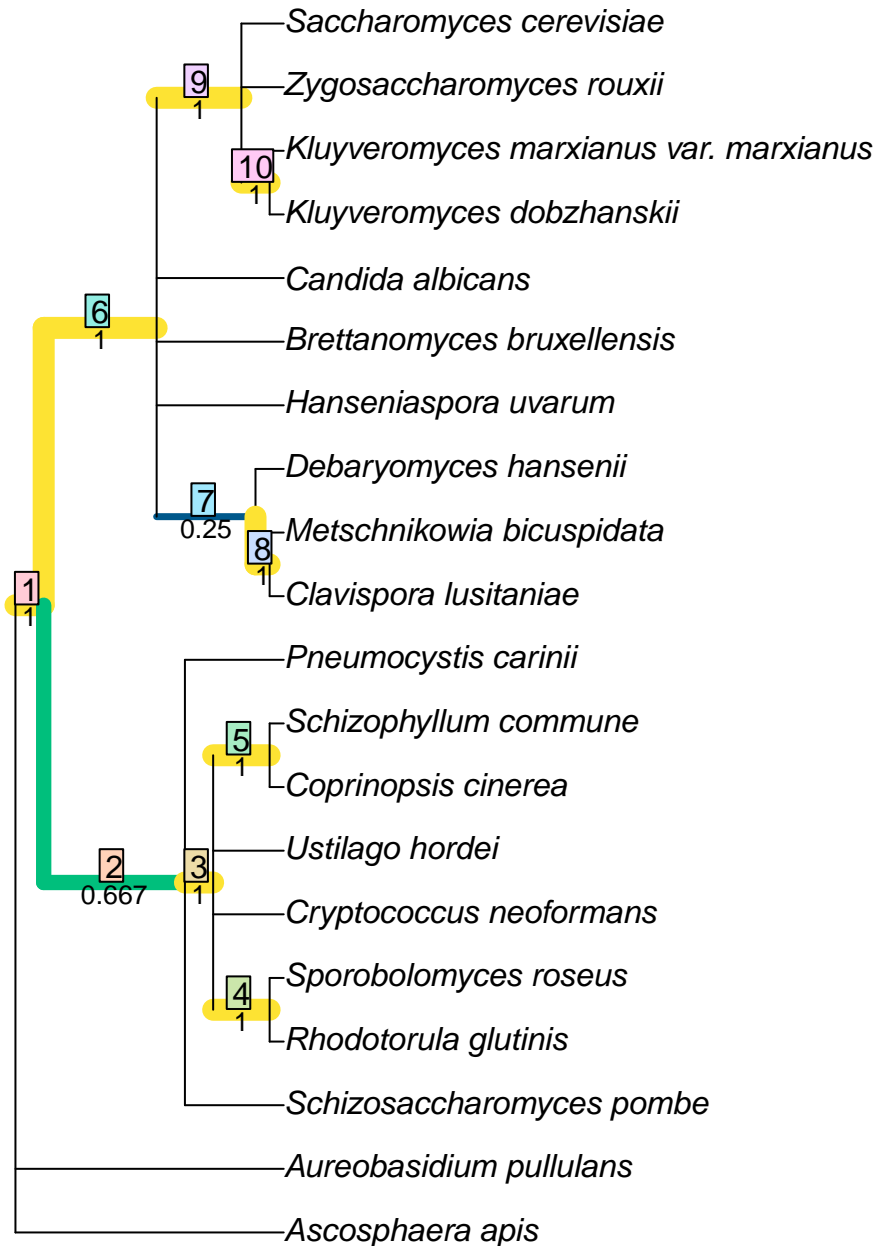 Saccharomyces cerevisiae
9
Zygosaccharomyces rouxii
1
Kluyveromyces marxianus var. marxianus
10
1
Kluyveromyces dobzhanskii
Candida albicans
6
1
Brettanomyces bruxellensis
Hanseniaspora uvarum
Debaryomyces hansenii
7
0.25
Metschnikowia bicuspidata
8
1
Clavispora lusitaniae
1
1
Pneumocystis carinii
Schizophyllum commune
5
1
Coprinopsis cinerea
Ustilago hordei
2
0.667
3
1
Cryptococcus neoformans
Sporobolomyces roseus
4
1
Rhodotorula glutinis
Schizosaccharomyces pombe
Aureobasidium pullulans
Ascosphaera apis